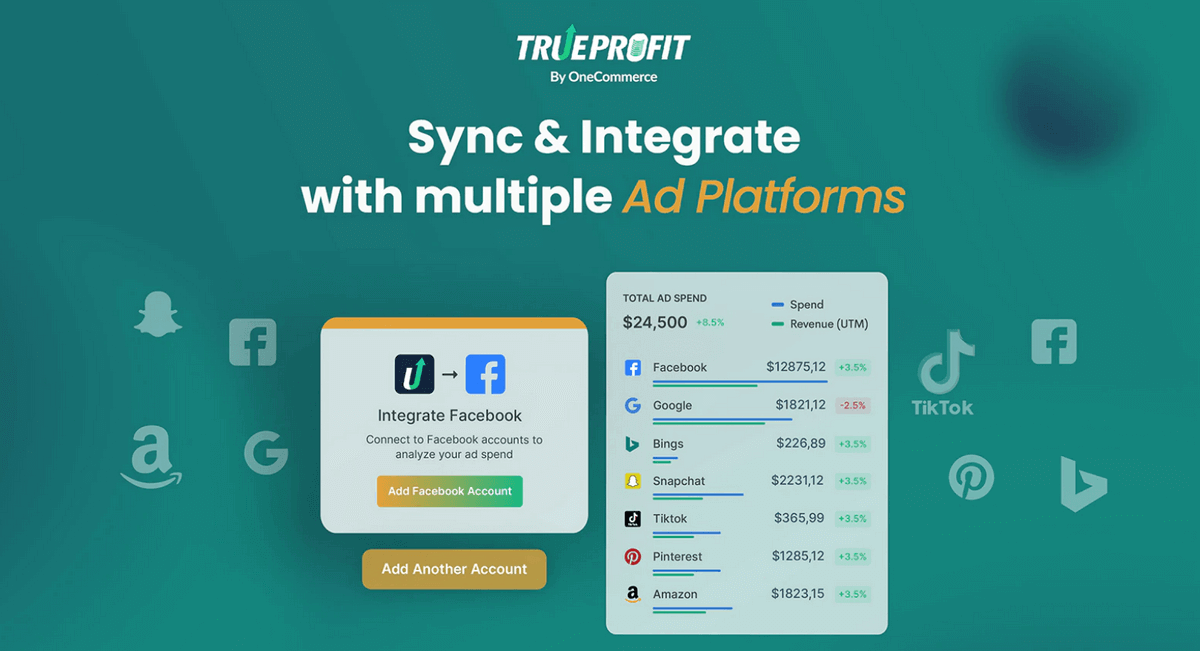 TRUEPROFIT
By OneCommerce
Sync & Integrate
with multiple Ad Platforms
Integrate Facebook
Connect to Facebook accounts to
analyze your ad spend
Add Facebook Account
Add Another Account
TOTAL AD SPEND
$24,500 +8.5%
Spend
Revenue (UTM)
Facebook $12875,12 +3.5%
Google $1821,12 -2.5%
Bings $226,89 +3.5%
Snapchat $2231,12 +3.5%
Tiktok $365,99 +3.5%
Pinterest $1285,12 +3.5%
Amazon $1823,15 +3.5%
TikTok